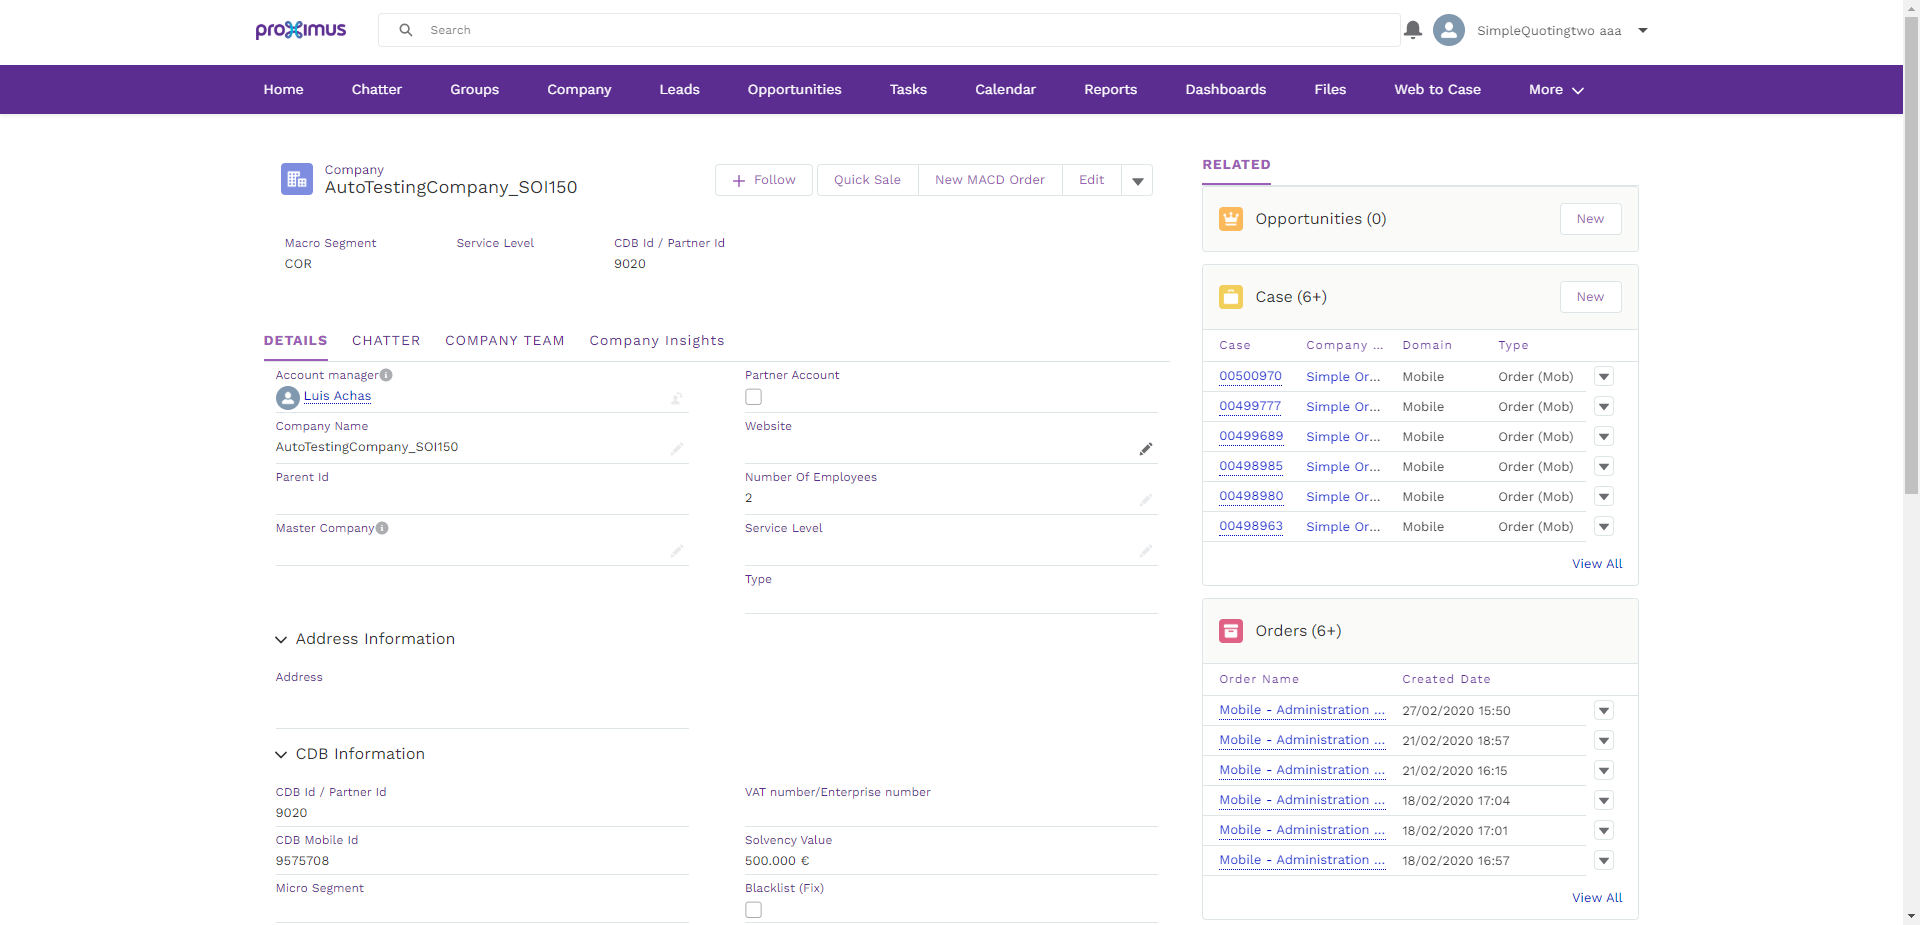 proximus
Search
SimpleQuotingtwo aaa
Home Chatter Groups Company Leads Opportunities Tasks Calendar Reports Dashboards Files Web to Case More
Company
AutoTestingCompany_SOI150
Follow Quick Sale New MACD Order Edit
Macro Segment Service Level CDB Id / Partner Id
COR 9020
DETAILS CHATTER COMPANY TEAM Company Insights
Account manager Partner Account
Luis Achas
Company Name Website
AutoTestingCompany_SOI150
Parent Id Number Of Employees
2
Master Company Service Level
Type
Address Information
Address
CDB Information
CDB Id / Partner Id VAT number/Enterprise number
9020
CDB Mobile Id Solvency Value
9575708 500.000 €
Micro Segment Blacklist (Fix)
RELATED
Opportunities (0) New
Case (6+) New
Case Company ... Domain Type
00500970 Simple Or... Mobile Order (Mob)
00499777 Simple Or... Mobile Order (Mob)
00499689 Simple Or... Mobile Order (Mob)
00498985 Simple Or... Mobile Order (Mob)
00498980 Simple Or... Mobile Order (Mob)
00498963 Simple Or... Mobile Order (Mob)
View All
Orders (6+)
Order Name Created Date
Mobile - Administration ... 27/02/2020 15:50
Mobile - Administration ... 21/02/2020 18:57
Mobile - Administration ... 21/02/2020 16:15
Mobile - Administration ... 18/02/2020 17:04
Mobile - Administration ... 18/02/2020 17:01
Mobile - Administration ... 18/02/2020 16:57
View All